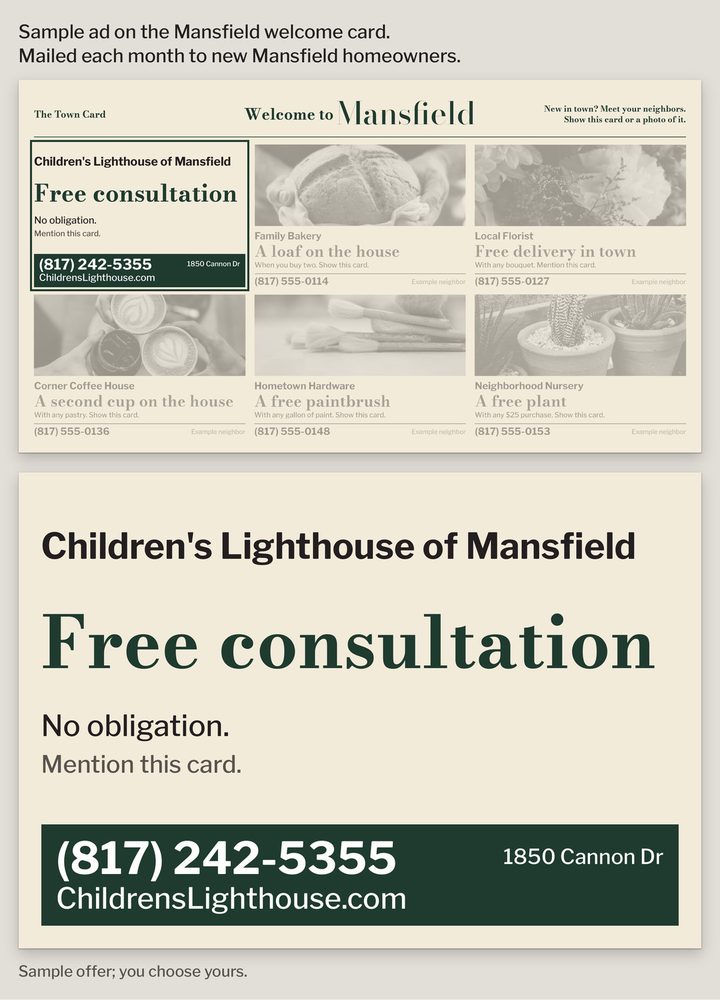 Sample ad on the Mansfield welcome card.
Mailed each month to new Mansfield homeowners.
The Town Card
Welcome to Mansfield
New in town? Meet your neighbors.
Show this card or a photo of it.
Children's Lighthouse of Mansfield
Free consultation
No obligation.
Mention this card.
(817) 242-5355
1850 Cannon Dr
ChildrensLighthouse.com
Family Bakery
A loaf on the house
When you buy two. Show this card.
(817) 555-0114
Example neighbor
Local Florist
Free delivery in town
With any bouquet. Mention this card.
(817) 555-0127
Example neighbor
Corner Coffee House
A second cup on the house
With any pastry. Show this card.
(817) 555-0136
Example neighbor
Hometown Hardware
A free paintbrush
With any gallon of paint. Show this card.
(817) 555-0148
Example neighbor
Neighborhood Nursery
A free plant
With any $25 purchase. Show this card.
(817) 555-0153
Example neighbor
Children's Lighthouse of Mansfield
Free consultation
No obligation.
Mention this card.
(817) 242-5355
1850 Cannon Dr
ChildrensLighthouse.com
Sample offer; you choose yours.